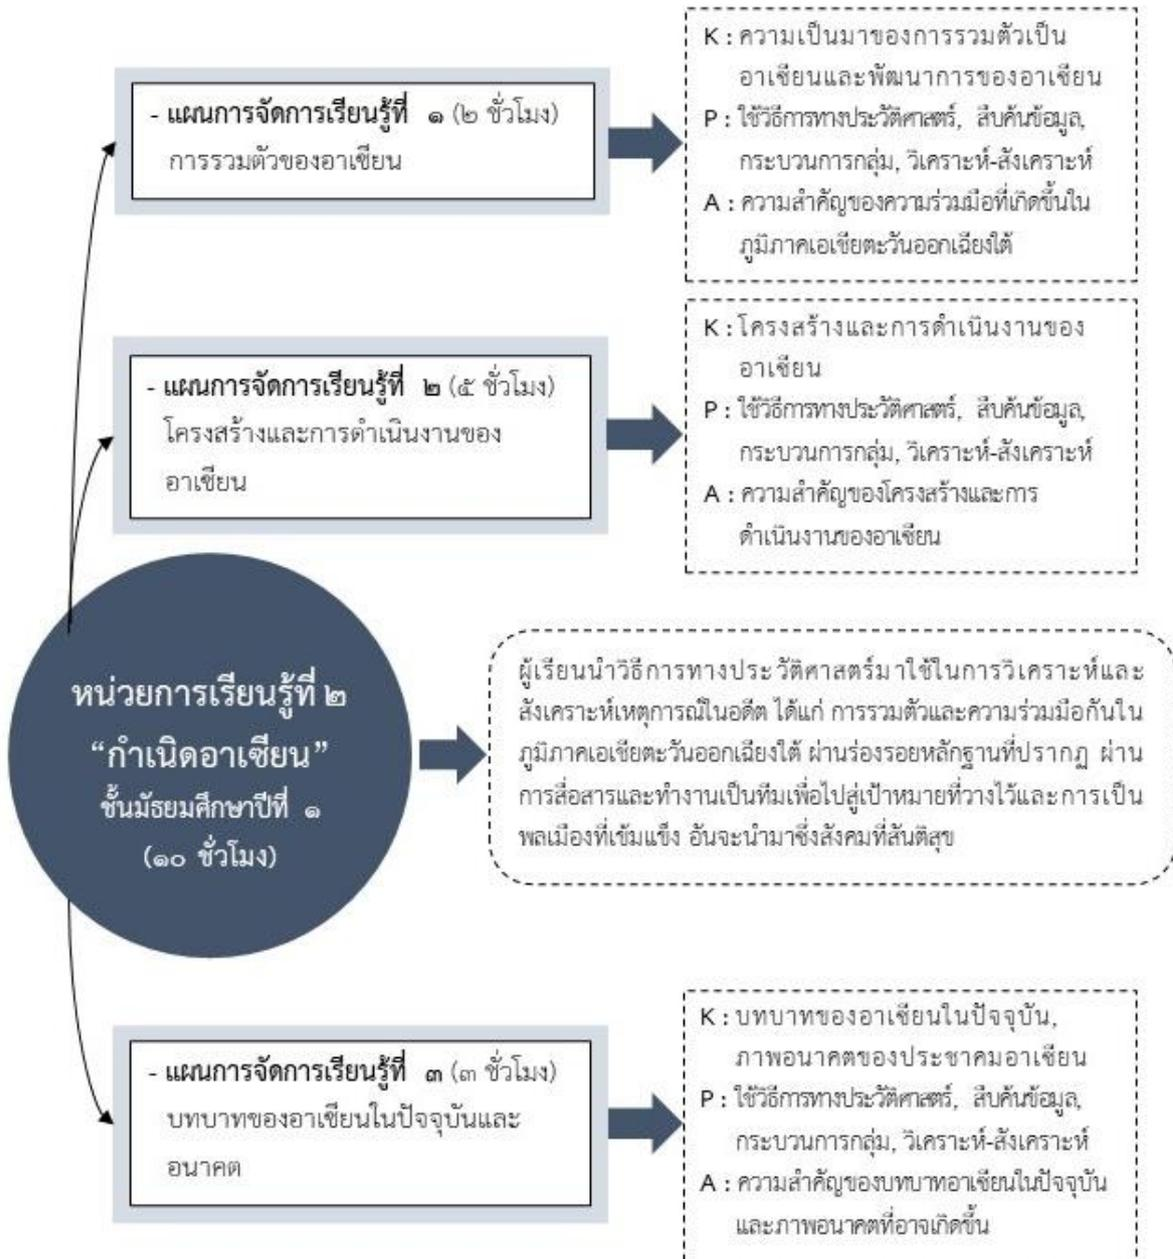 - แผนการจัดการเรียนรู้ที่ ๑ (๒ ชั่วโมง)
การรวมตัวของอาเซียน
K : ความเป็นมาของการรวมตัวเป็น
อาเซียนและพัฒนาการของอาเซียน
P : ใช้วิธีการทางประวัติศาสตร์, สืบค้นข้อมูล,
กระบวนการกลุ่ม, วิเคราะห์-สังเคราะห์
A : ความสำคัญของความร่วมมือที่เกิดขึ้นใน
ภูมิภาคเอเชียตะวันออกเฉียงใต้
- แผนการจัดการเรียนรู้ที่ ๒ (๕ ชั่วโมง)
โครงสร้างและการดำเนินงานของ
อาเซียน
K : โครงสร้างและการดำเนินงานของ
อาเซียน
P : ใช้วิธีการทางประวัติศาสตร์, สืบค้นข้อมูล,
กระบวนการกลุ่ม, วิเคราะห์-สังเคราะห์
A : ความสำคัญของโครงสร้างและการ
ดำเนินงานของอาเซียน
หน่วยการเรียนรู้ที่ ๒
“กำเนิดอาเซียน”
ชั้นมัธยมศึกษาปีที่ ๑
(๑๐ ชั่วโมง)
ผู้เรียนนำวิธีการทางประวัติศาสตร์มาใช้ในการวิเคราะห์และ
สังเคราะห์เหตุการณ์ในอดีต ได้แก่ การรวมตัวและความร่วมมือกันใน
ภูมิภาคเอเชียตะวันออกเฉียงใต้ ผ่านร่องรอยหลักฐานที่ปรากฏ ผ่าน
การสื่อสารและทำงานเป็นทีมเพื่อไปสู่เป้าหมายที่วางไว้และการเป็น
พลเมืองที่เข้มแข็ง อันจะนำมาซึ่งสังคมที่สันติสุข
- แผนการจัดการเรียนรู้ที่ ๓ (๓ ชั่วโมง)
บทบาทของอาเซียนในปัจจุบันและ
อนาคต
K : บทบาทของอาเซียนในปัจจุบัน,
ภาพอนาคตของประชาคมอาเซียน
P : ใช้วิธีการทางประวัติศาสตร์, สืบค้นข้อมูล,
กระบวนการกลุ่ม, วิเคราะห์-สังเคราะห์
A : ความสำคัญของบทบาทอาเซียนในปัจจุบัน
และภาพอนาคตที่อาจเกิดขึ้น